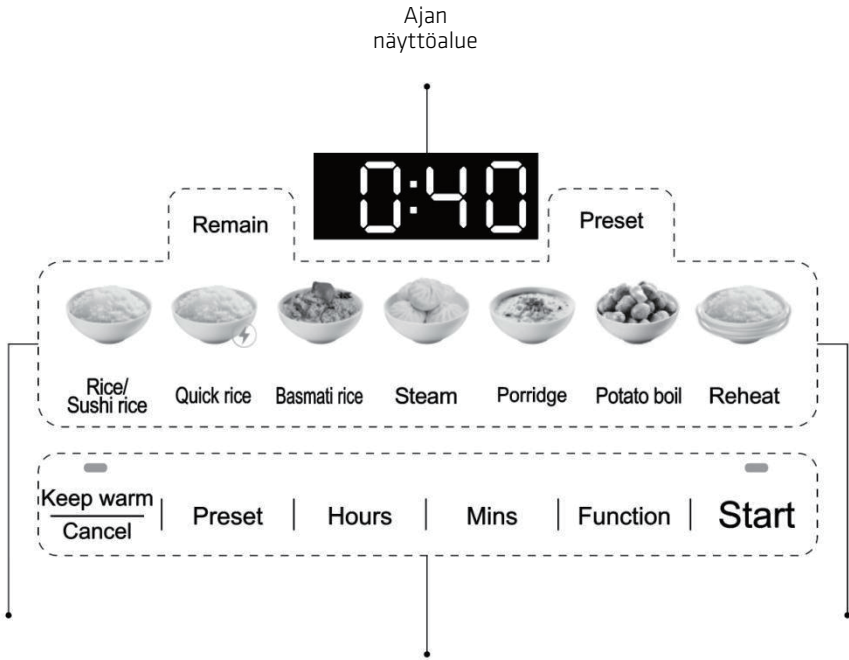 Ajan
näyttöalue
0:40
Remain
Preset
Rice/
Sushi rice
Quick rice
Basmati rice
Steam
Porridge
Potato boil
Reheat
Keep warm
Cancel
Preset
Hours
Mins
Function
Start